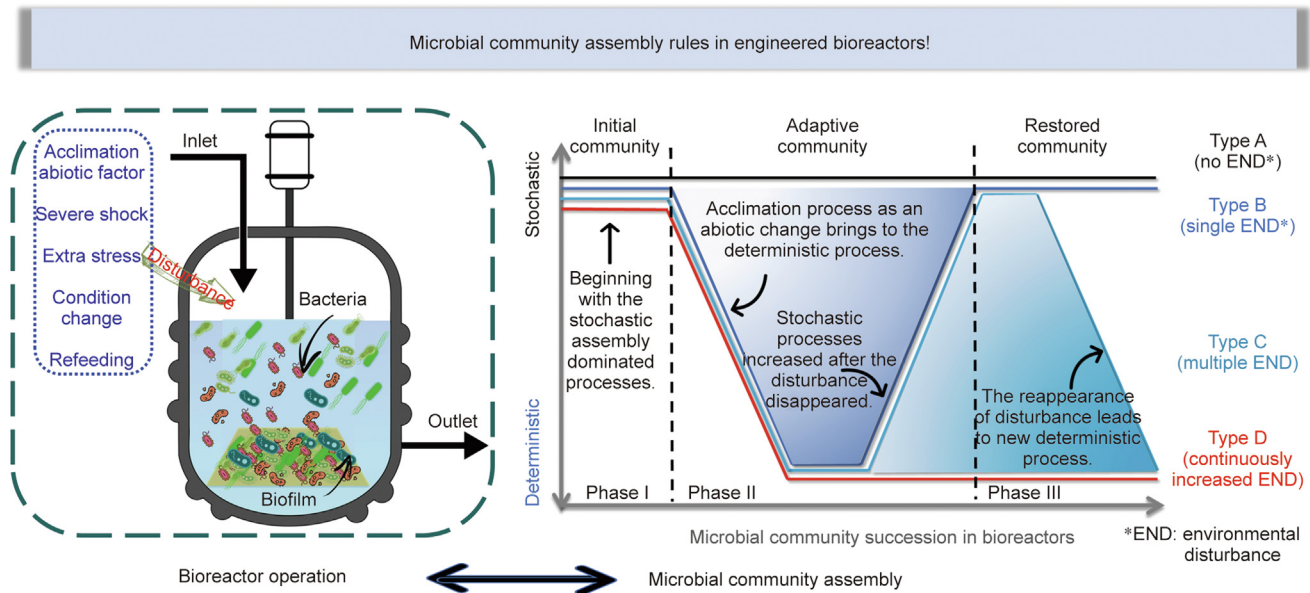 Microbial community assembly rules in engineered bioreactors!
Acclimation
abiotic factor
Severe shock
Extra stress
Condition
change
Refeeding
Disturbance
Inlet
Bacteria
Outlet
Biofilm
Bioreactor operation
Stochastic
Deterministic
Initial
community
Adaptive
community
Restored
community
Beginning
with the
stochastic
assembly
dominated
processes.
Acclimation process as an
abiotic change brings to the
deterministic process.
Stochastic
processes
increased after the
disturbance
disappeared.
The reappearance
of disturbance leads
to new deterministic
process.
Phase I
Phase II
Phase III
Microbial community succession in bioreactors
Type A
(no END*)
Type B
(single END*)
Type C
(multiple END)
Type D
(continuously
increased END)
*END: environmental
disturbance
Microbial community assembly